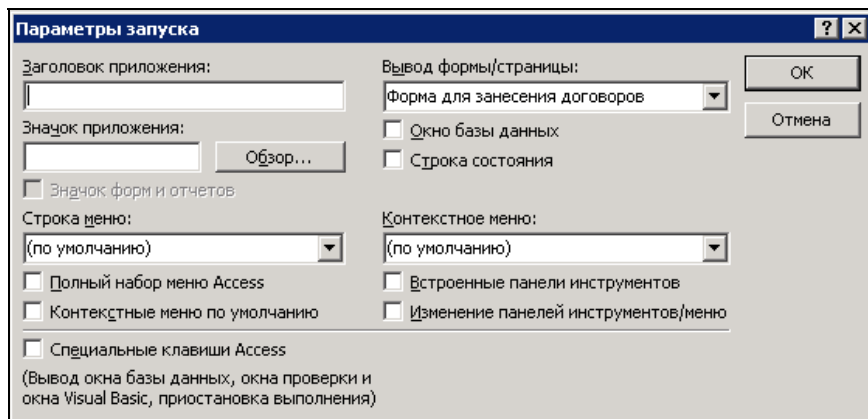 Параметры запуска
Заголовок приложения:
Вывод формы/страницы:
ОК
Форма для занесения договоров
Значок приложения:
Окно базы данных
Отмена
Обзор...
Строка состояния
Значок форм и отчетов
Строка меню:
Контекстное меню:
(по умолчанию)
(по умолчанию)
Полный набор меню Access
Встроенные панели инструментов
Контекстные меню по умолчанию
Изменение панелей инструментов/меню
Специальные клавиши Access
(Вывод окна базы данных, окна проверки и
окна Visual Basic, приостановка выполнения)